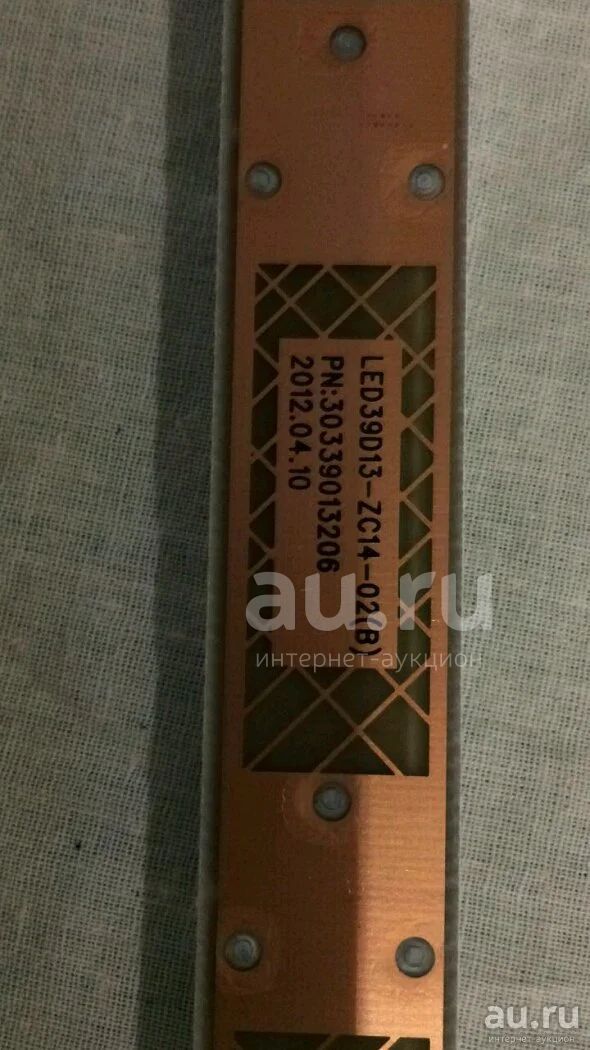 LED39D13-ZC14-02(B)
PN:30339013206
2012.04.10
au.ru
интернет-аукцион
au.ru
интернет-аукцион